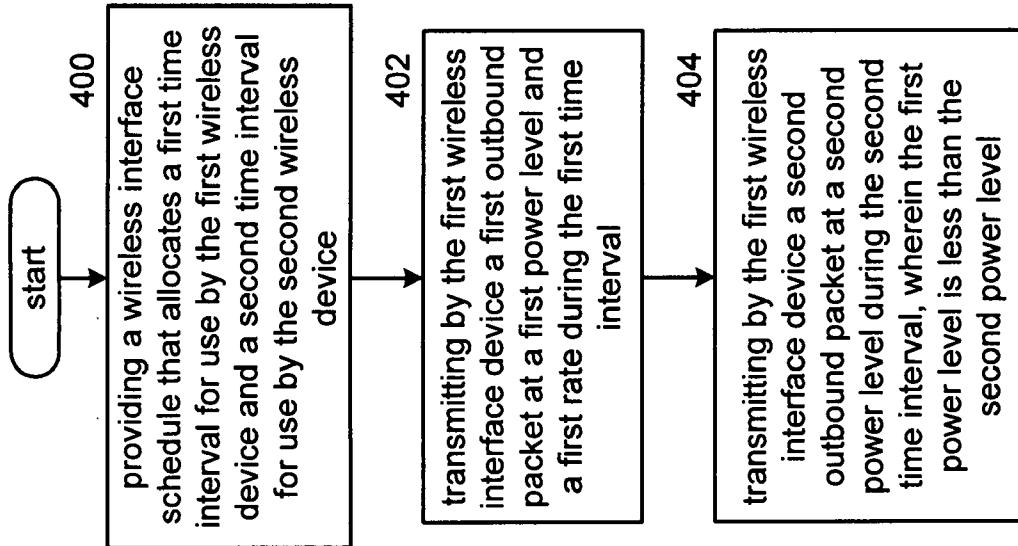 start
400
providing a wireless interface
schedule that allocates a first time
interval for use by the first wireless
device and a second time interval
for use by the second wireless
device
402
transmitting by the first wireless
interface device a first outbound
packet at a first power level and
a first rate during the first time
interval
404
transmitting by the first wireless
interface device a second
outbound packet at a second
power level during the second
time interval, wherein the first
power level is less than the
second power level